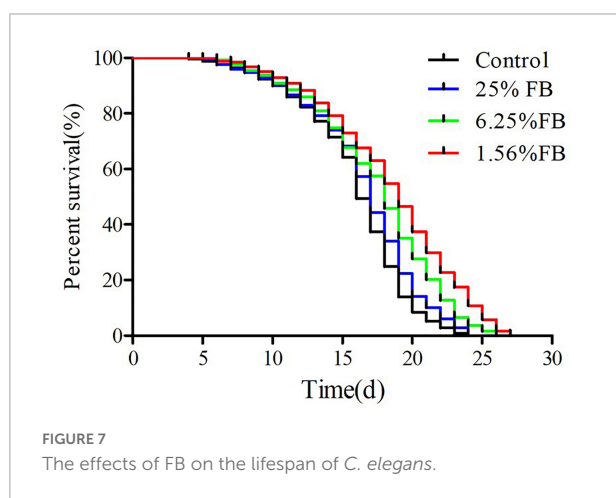 Control
25% FB
6.25%FB
1.56%FB
Percent survival(%)
100
80
60
40
20
0
0 5 10 15 20 25 30
Time(d)
FIGURE 7
The effects of FB on the lifespan of C. elegans.